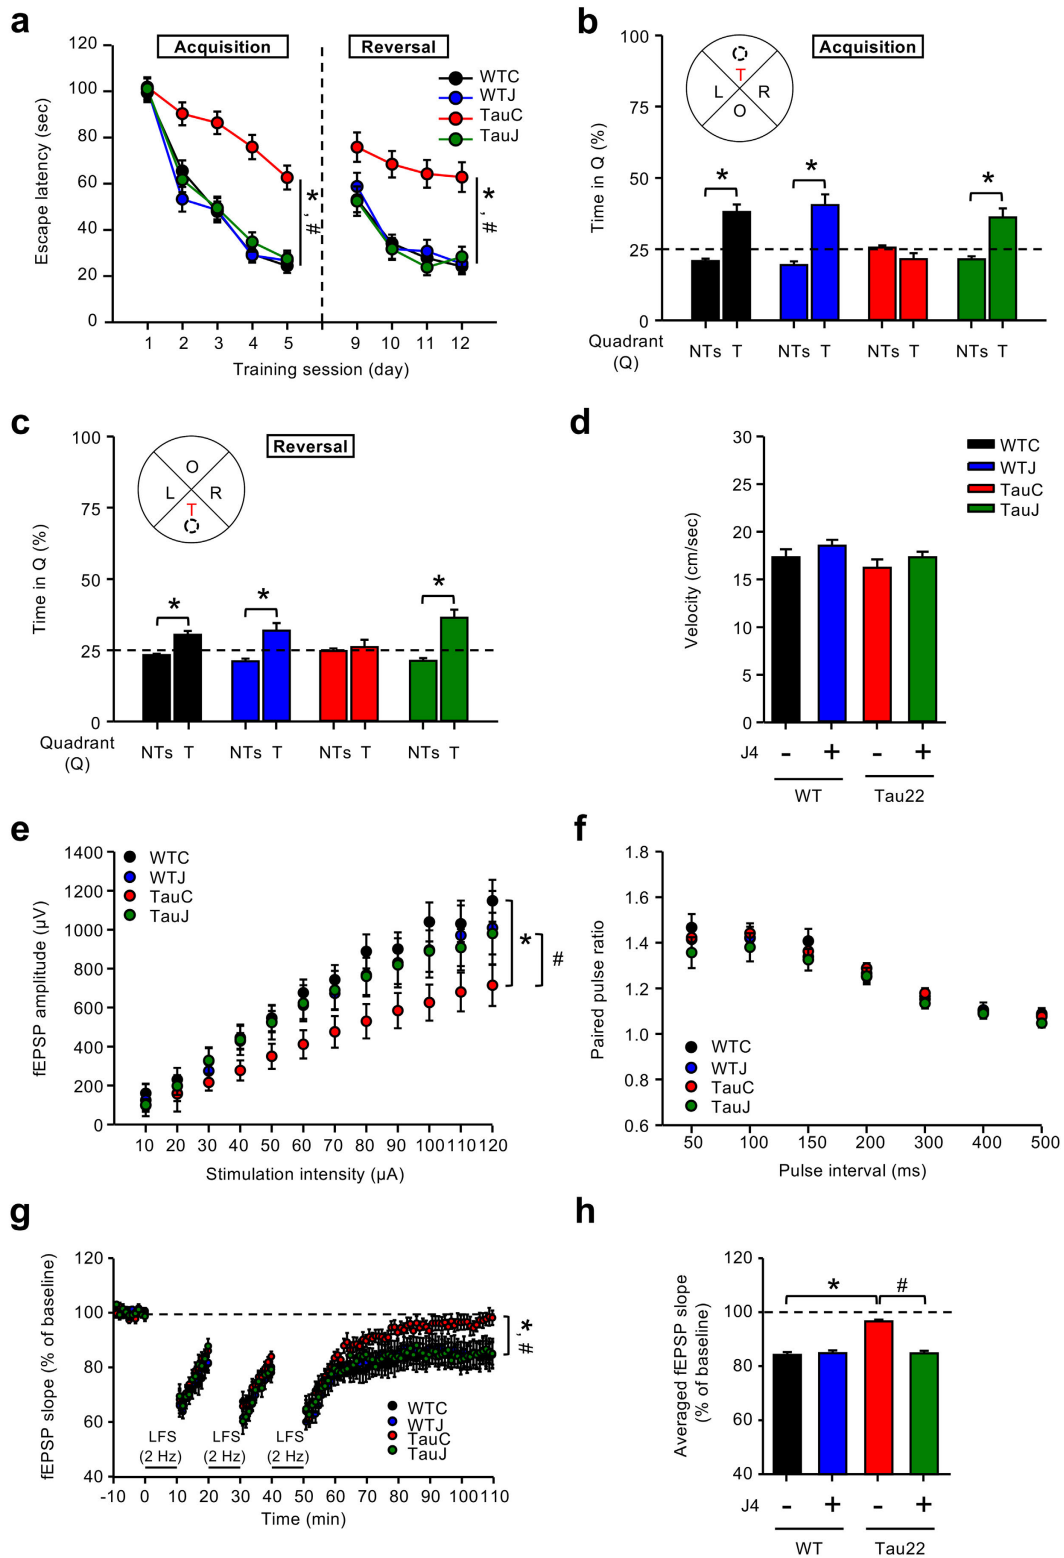 a
Acquisition
Reversal
WTC
WTJ
TauC
TauJ
Escape latency (sec)
120
100
80
60
40
20
0
*, #
*, #
1 2 3 4 5 9 10 11 12
Training session (day)
b
Acquisition
T
L R
O
Time in Q (%)
100
75
50
25
0
* * *
Quadrant
(Q)
NTs T NTs T NTs T NTs T
c
Reversal
O
L R
T
Time in Q (%)
100
75
50
25
0
* * *
Quadrant
(Q)
NTs T NTs T NTs T NTs T
d
WTC
WTJ
TauC
TauJ
Velocity (cm/sec)
30
25
20
15
10
5
0
J4 - + - +
WT Tau22
e
WTC
WTJ
TauC
TauJ
fEPSP amplitude (µV)
1400
1200
1000
800
600
400
200
0
* #
10 20 30 40 50 60 70 80 90 100 110 120
Stimulation intensity (µA)
f
Paired pulse ratio
1.8
1.6
1.4
1.2
1.0
0.8
0.6
WTC
WTJ
TauC
TauJ
50 100 150 200 300 400 500
Pulse interval (ms)
g
fEPSP slope (% of baseline)
120
100
80
60
40
*, #
WTC
WTJ
TauC
TauJ
LFS LFS LFS
(2 Hz) (2 Hz) (2 Hz)
-10 0 10 20 30 40 50 60 70 80 90 100 110
Time (min)
h
Averaged fEPSP slope
(% of baseline)
120
100
80
60
40
* #
J4 - + - +
WT Tau22